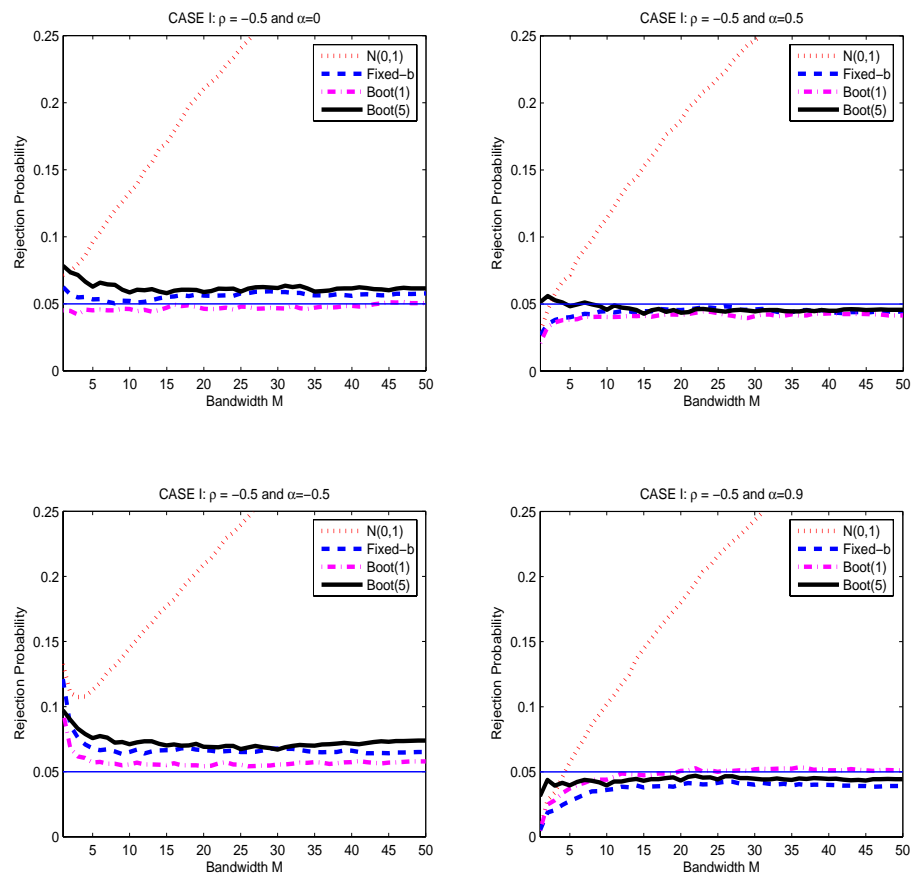 CASE I: ρ = −0.5 and α=0
0.25
0.2
0.15
0.1
0.05
0
Rejection Probability
5 10 15 20 25 30 35 40 45 50
Bandwidth M
N(0,1)
Fixed−b
Boot(1)
Boot(5)
CASE I: ρ = −0.5 and α=0.5
0.25
0.2
0.15
0.1
0.05
0
Rejection Probability
5 10 15 20 25 30 35 40 45 50
Bandwidth M
N(0,1)
Fixed−b
Boot(1)
Boot(5)
CASE I: ρ = −0.5 and α=−0.5
0.25
0.2
0.15
0.1
0.05
0
Rejection Probability
5 10 15 20 25 30 35 40 45 50
Bandwidth M
N(0,1)
Fixed−b
Boot(1)
Boot(5)
CASE I: ρ = −0.5 and α=0.9
0.25
0.2
0.15
0.1
0.05
0
Rejection Probability
5 10 15 20 25 30 35 40 45 50
Bandwidth M
N(0,1)
Fixed−b
Boot(1)
Boot(5)